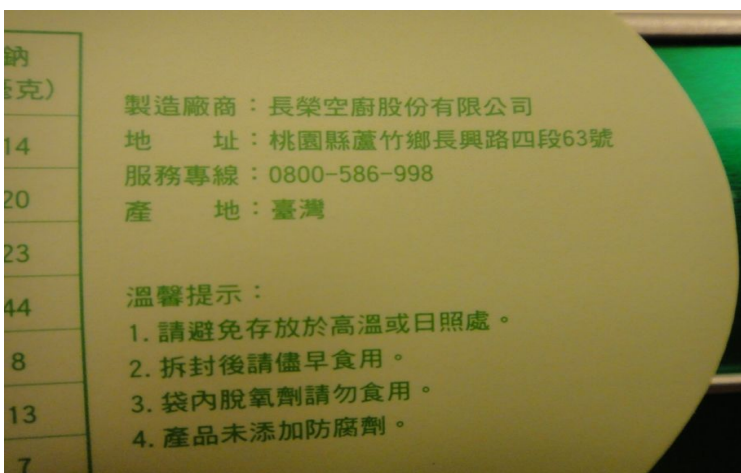 鈉
毫克)
14
20
23
44
8
13
7
製造廠商：長榮空廚股份有限公司
地　　址：桃園縣蘆竹鄉長興路四段63號
服務專線：0800-586-998
產　　地：臺灣
溫馨提示：
1. 請避免存放於高溫或日照處。
2. 拆封後請儘早食用。
3. 袋內脫氧劑請勿食用。
4. 產品未添加防腐劑。